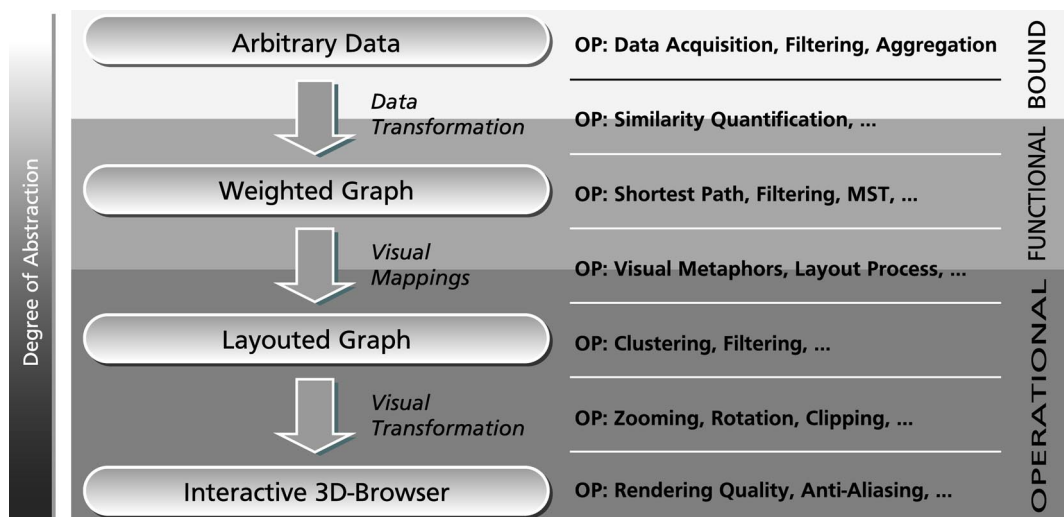 Degree of Abstraction
Arbitrary Data
OP: Data Acquisition, Filtering, Aggregation
Data
Transformation
OP: Similarity Quantification, ...
Weighted Graph
OP: Shortest Path, Filtering, MST, ...
Visual
Mappings
OP: Visual Metaphors, Layout Process, ...
Layouted Graph
OP: Clustering, Filtering, ...
Visual
Transformation
OP: Zooming, Rotation, Clipping, ...
Interactive 3D-Browser
OP: Rendering Quality, Anti-Aliasing, ...
BOUND
FUNCTIONAL
OPERATIONAL